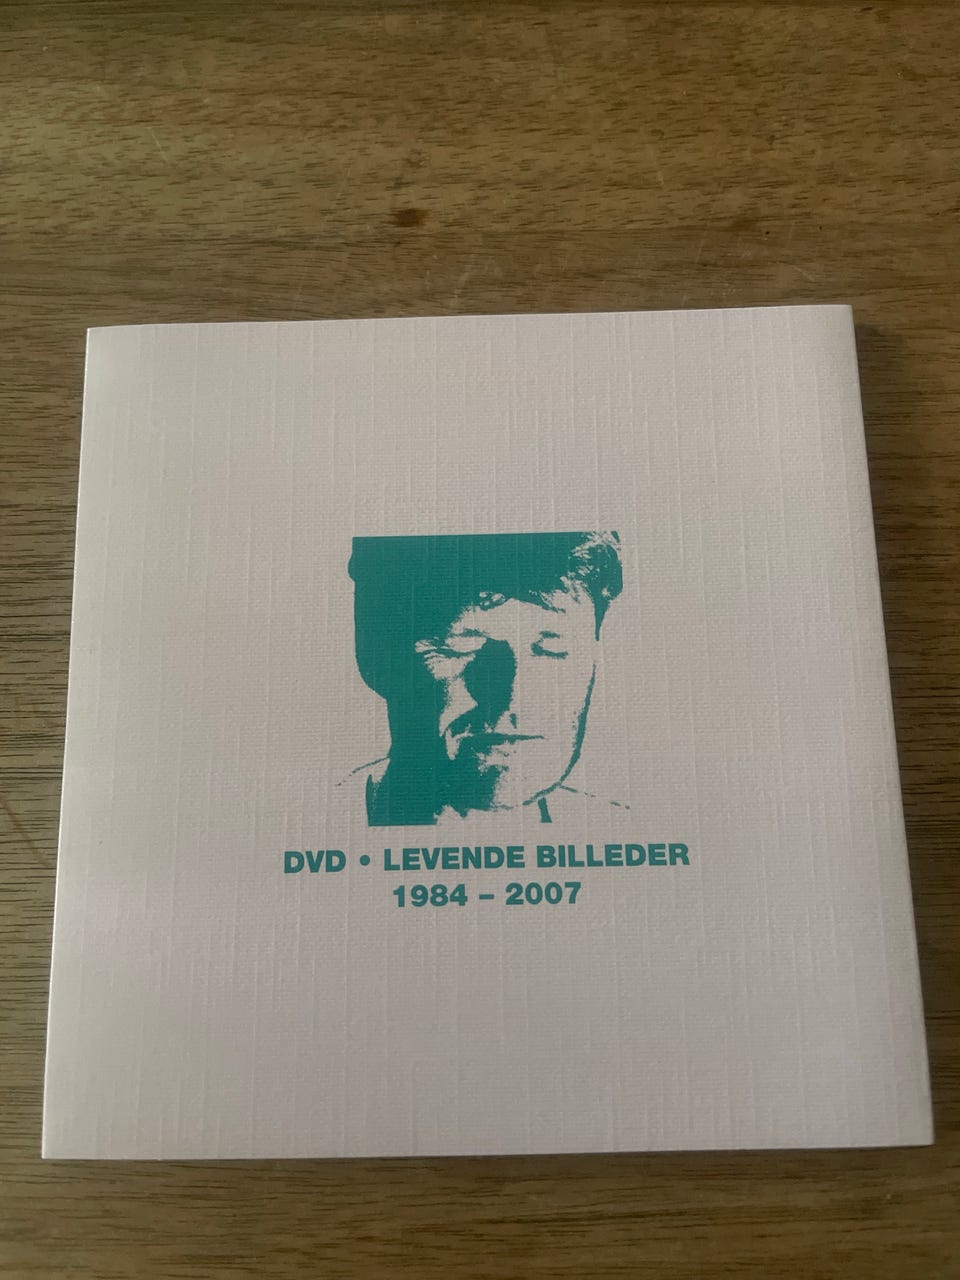 DVD • LEVENDE BILLEDER
1984 – 2007